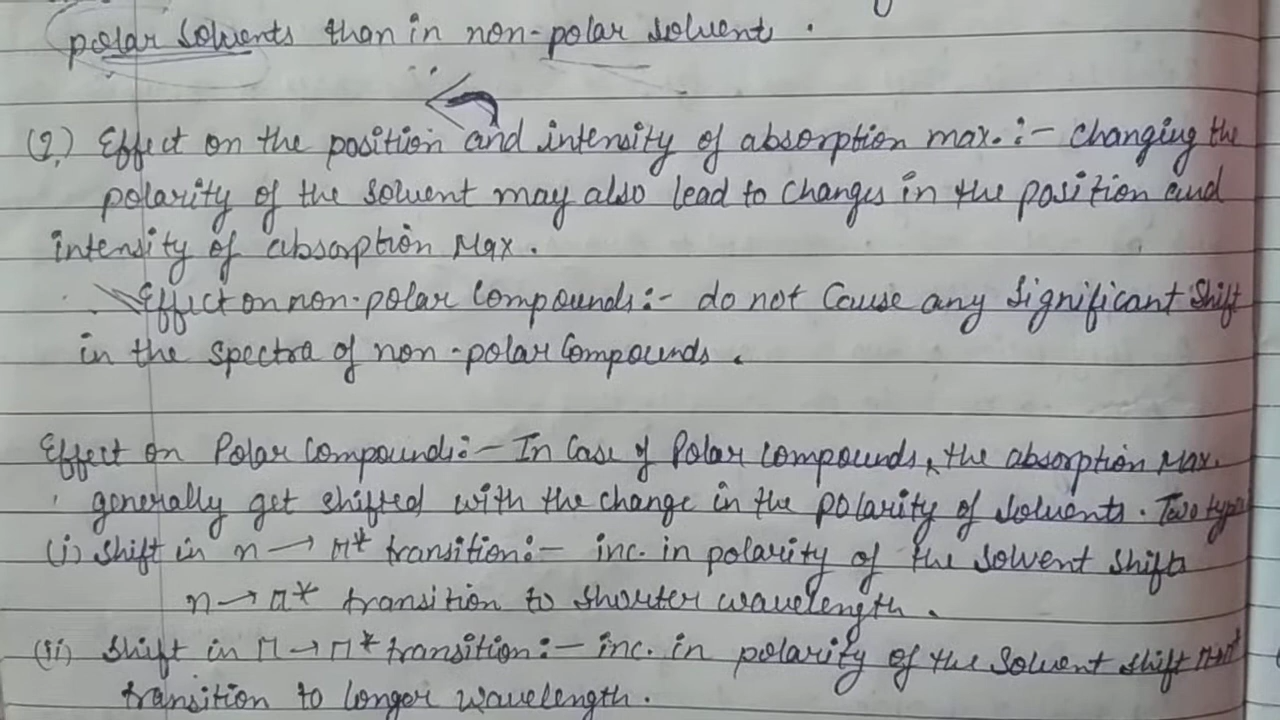 polar solvents than in non-polar solvent.
(2.) Effect on the position and intensity of absorption max. :- changing the
polarity of the solvent may also lead to changes in the position and
intensity of absorption Max.
Effect on non-polar Compounds :- do not Cause any significant shift
in the spectra of non-polar Compounds.
Effect on Polar Compounds :- In Case of Polar Compounds, the absorption Max.
generally get shifted with the change in the polarity of solvents. Two type
(i) Shift in n → π* transition :- inc. in polarity of the solvent shifts
n → π* transition to shorter wavelength.
(ii) Shift in π → π* transition :- inc. in polarity of the solvent shift π→π*
transition to longer wavelength.